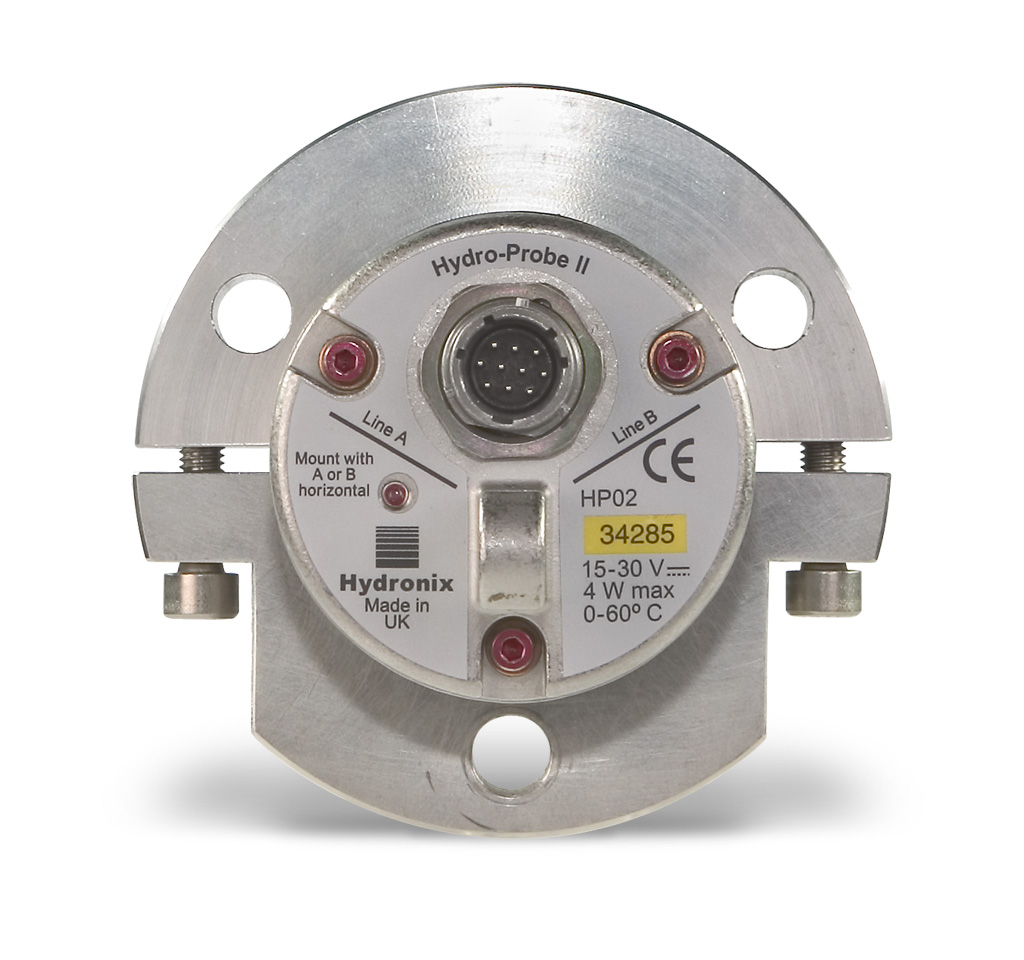 Hydro-Probe II
Line A
Line B
Mount with
A or B
horizontal
Hydronix
Made in
UK
CE
HP02
34285
15-30 V⎓
4 W max
0-60º C